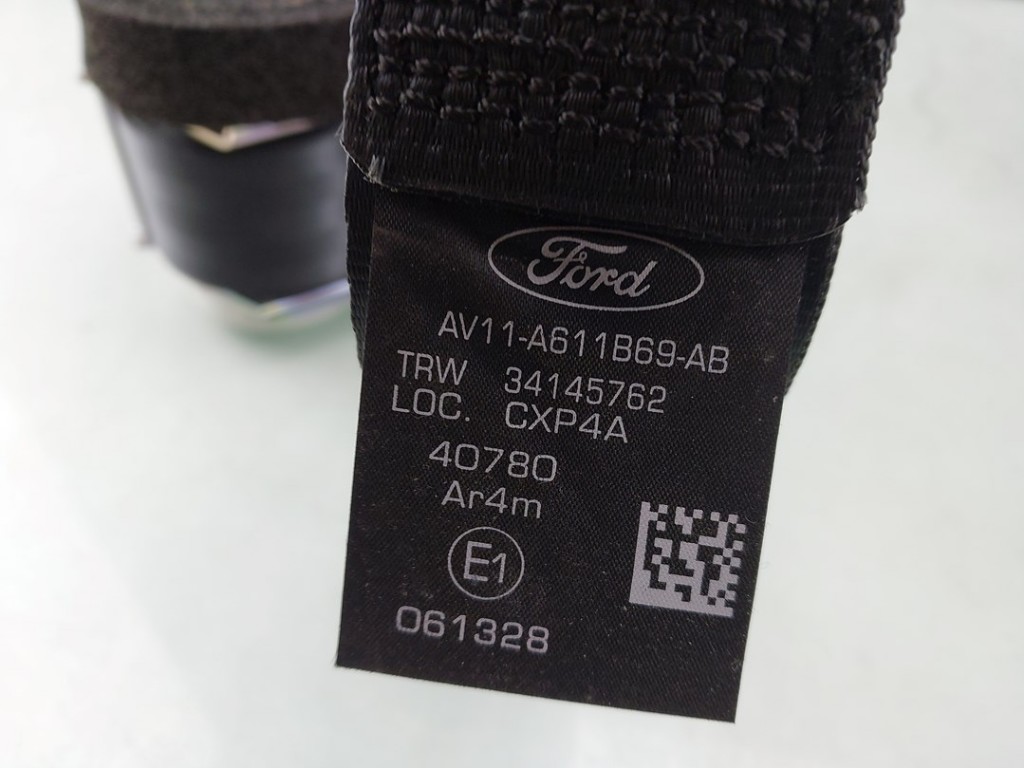 Ford
AV11-A611B69-AB
TRW 34145762
LOC. CXP4A
40780
Ar4m
E1
061328